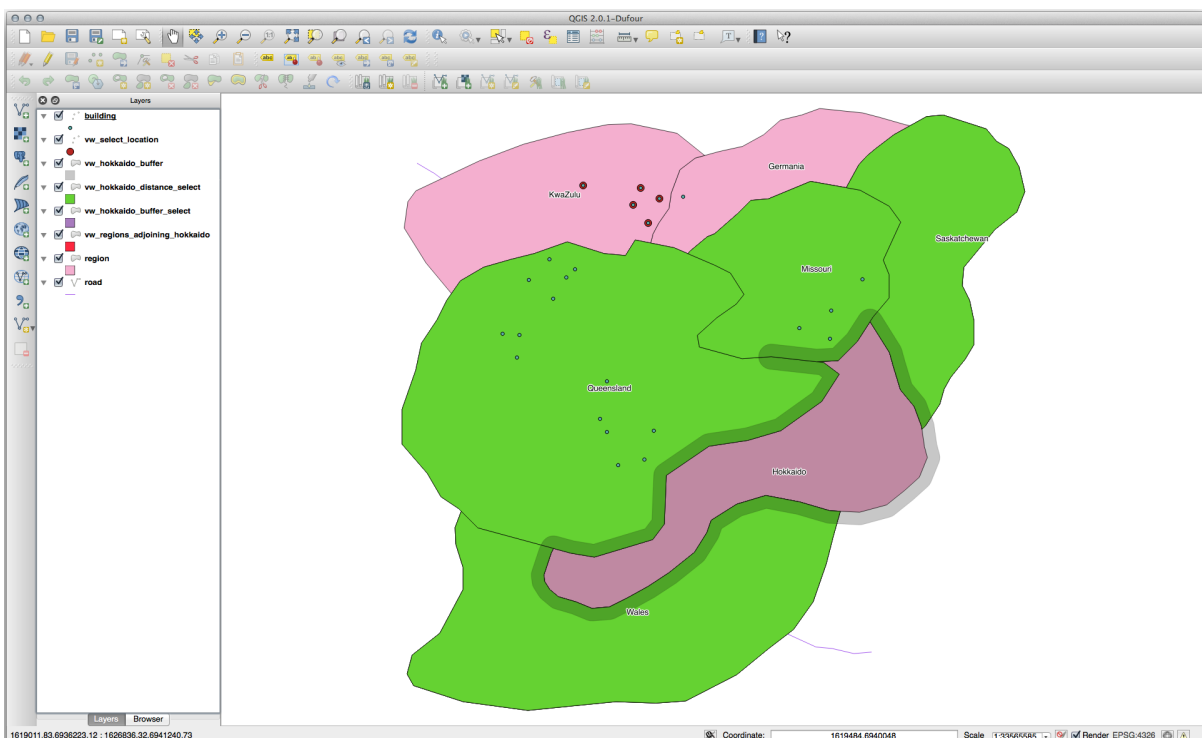 QGIS 2.0.1-Dufour
Layers
building
vw_select_location
vw_hokkaido_buffer
vw_hokkaido_distance_select
vw_hokkaido_buffer_select
vw_regions_adjoining_hokkaido
region
road
Germania
KwaZulu
Saskatchewan
Missouri
Queensland
Hokkaido
Wales
Layers Browser
1619011.83,6936223.12 : 1626836.32,6941240.73 Coordinate: 1619484,6940048 Scale Render EPSG:4326